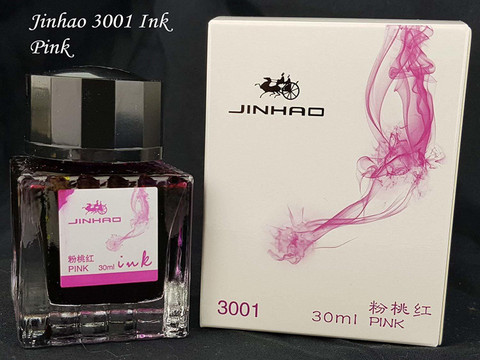 Jinhao 3001 Ink
Pink
JINHAO
粉桃红
PINK 30ml ink
JINHAO
3001
30ml 粉桃红
PINK